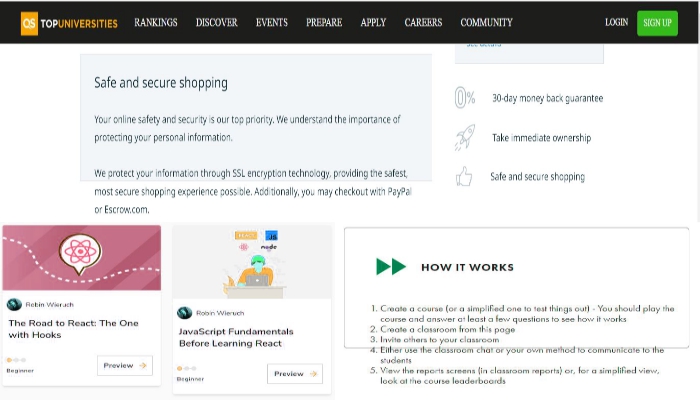 QS TOPUNIVERSITIES RANKINGS DISCOVER EVENTS PREPARE APPLY CAREERS COMMUNITY LOGIN SIGN UP
Safe and secure shopping
Your online safety and security is our top priority. We understand the importance of
protecting your personal information.
We protect your information through SSL encryption technology, providing the safest,
most secure shopping experience possible. Additionally, you may checkout with PayPal
or Escrow.com.
See details
0% 30-day money back guarantee
Take immediate ownership
Safe and secure shopping
Robin Wieruch
The Road to React: The One
with Hooks
Beginner
Preview
REACT JS
node
Robin Wieruch
JavaScript Fundamentals
Before Learning React
Beginner
Preview
HOW IT WORKS
1. Create a course (or a simplified one to test things out) - You should play the
course and answer at least a few questions to see how it works
2. Create a classroom from this page
3. Invite others to your classroom
4. Either use the classroom chat or your own method to communicate to the
students
5. View the reports screens (in classroom reports) or, for a simplified view,
look at the course leaderboards